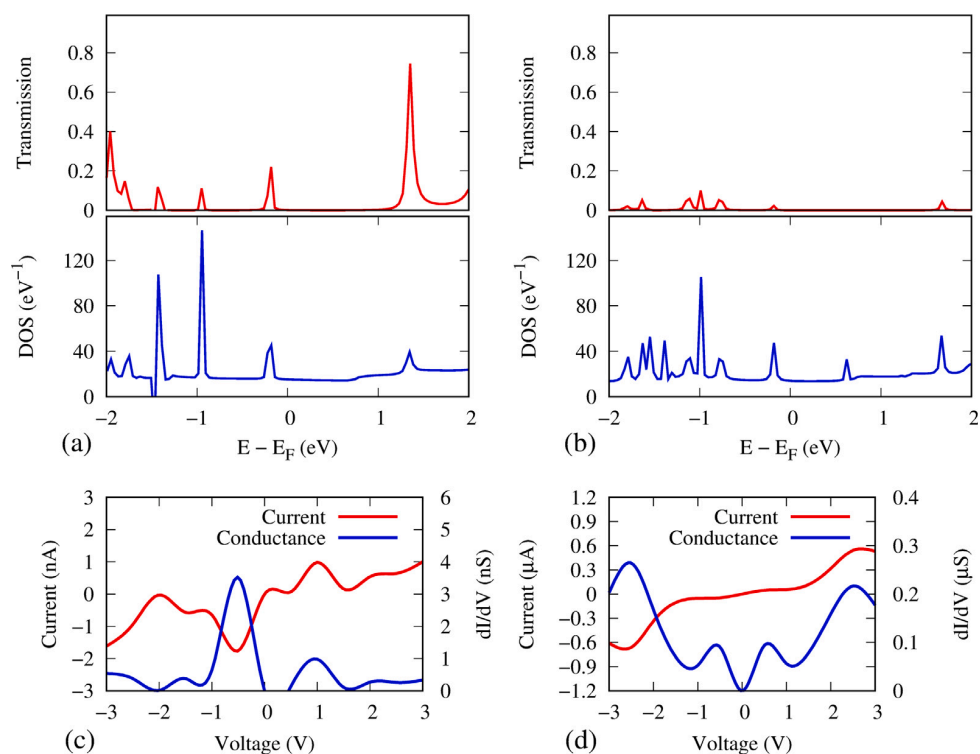 0.8
0.6
0.4
0.2
0
Transmission
120
80
40
0
DOS (eV⁻¹)
−2 −1 0 1 2
(a) E − E_F (eV)
0.8
0.6
0.4
0.2
0
Transmission
120
80
40
0
DOS (eV⁻¹)
−2 −1 0 1 2
(b) E − E_F (eV)
3
2
1
0
−1
−2
−3
Current (nA)
Current
Conductance
6
5
4
3
2
1
0
dI/dV (nS)
−3 −2 −1 0 1 2 3
(c) Voltage (V)
1.2
0.9
0.6
0.3
0
−0.3
−0.6
−0.9
−1.2
Current (μA)
Current
Conductance
0.4
0.3
0.2
0.1
0
dI/dV (μS)
−3 −2 −1 0 1 2 3
(d) Voltage (V)